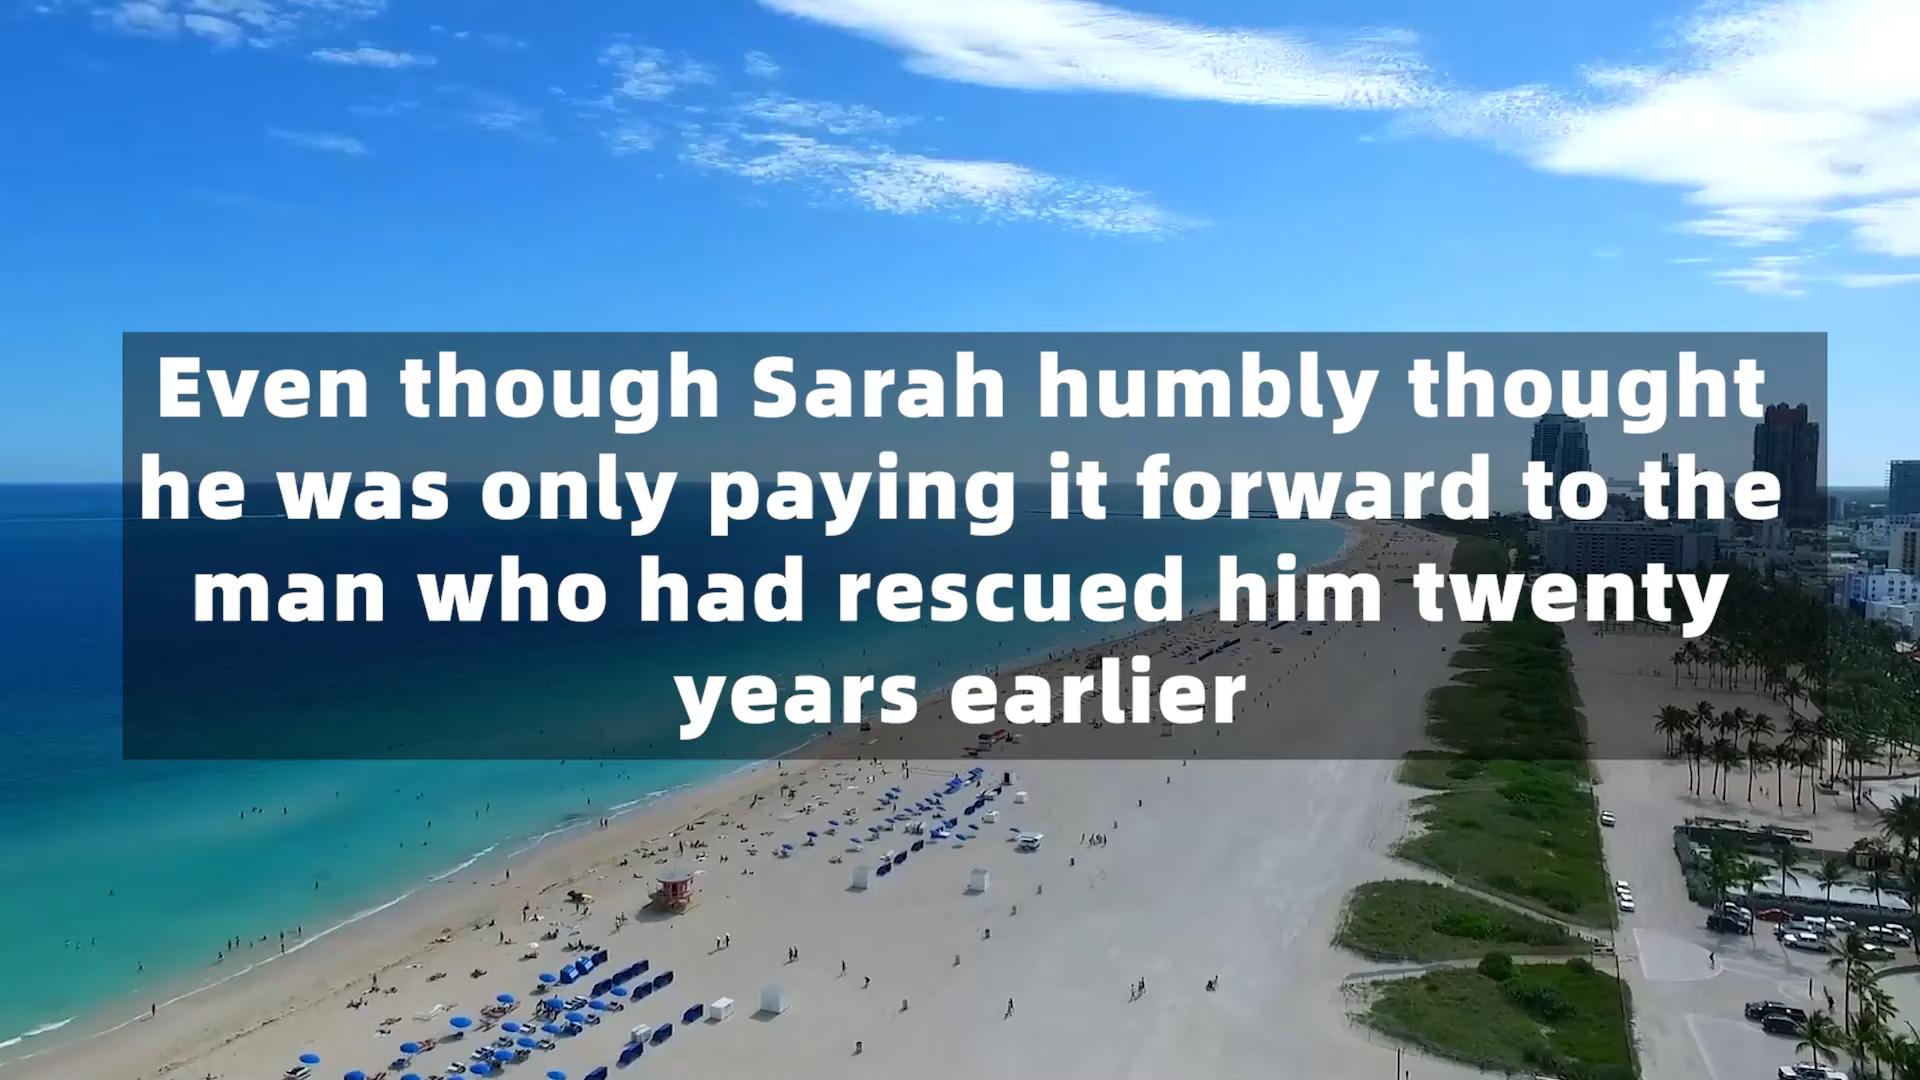 Even though Sarah humbly thought
he was only paying it forward to the
man who had rescued him twenty
years earlier